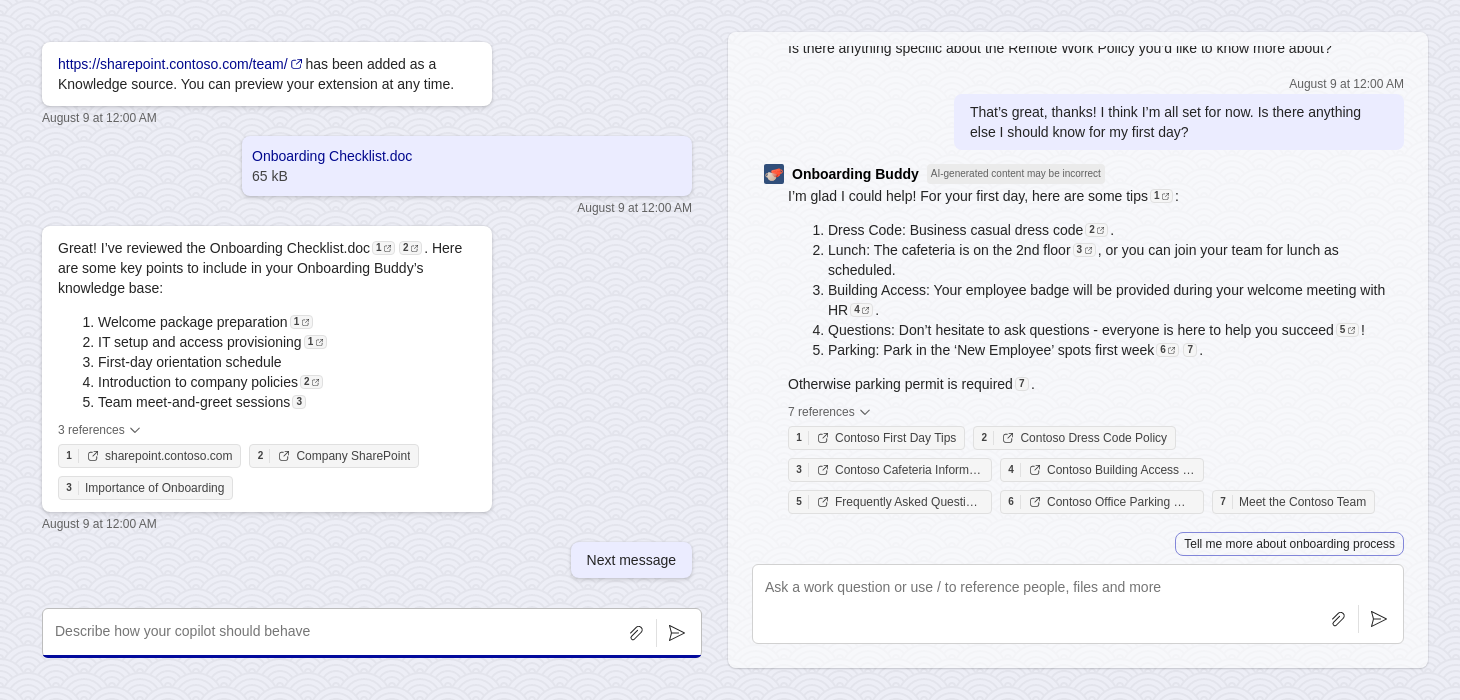 https://sharepoint.contoso.com/team/ has been added as a
Knowledge source. You can preview your extension at any time.
August 9 at 12:00 AM
Onboarding Checklist.doc
65 kB
August 9 at 12:00 AM
Great! I’ve reviewed the Onboarding Checklist.doc 1 2 . Here
are some key points to include in your Onboarding Buddy’s
knowledge base:
1. Welcome package preparation 1
2. IT setup and access provisioning 1
3. First-day orientation schedule
4. Introduction to company policies 2
5. Team meet-and-greet sessions 3
3 references
1 sharepoint.contoso.com 2 Company SharePoint
3 Importance of Onboarding
August 9 at 12:00 AM
Next message
Describe how your copilot should behave
Is there anything specific about the Remote Work Policy you’d like to know more about?
August 9 at 12:00 AM
That’s great, thanks! I think I’m all set for now. Is there anything
else I should know for my first day?
Onboarding Buddy AI-generated content may be incorrect
I’m glad I could help! For your first day, here are some tips 1 :
1. Dress Code: Business casual dress code 2 .
2. Lunch: The cafeteria is on the 2nd floor 3 , or you can join your team for lunch as
scheduled.
3. Building Access: Your employee badge will be provided during your welcome meeting with
HR 4 .
4. Questions: Don’t hesitate to ask questions - everyone is here to help you succeed 5 !
5. Parking: Park in the ‘New Employee’ spots first week 6 7 .
Otherwise parking permit is required 7 .
7 references
1 Contoso First Day Tips 2 Contoso Dress Code Policy
3 Contoso Cafeteria Inform… 4 Contoso Building Access …
5 Frequently Asked Questi… 6 Contoso Office Parking … 7 Meet the Contoso Team
Tell me more about onboarding process
Ask a work question or use / to reference people, files and more